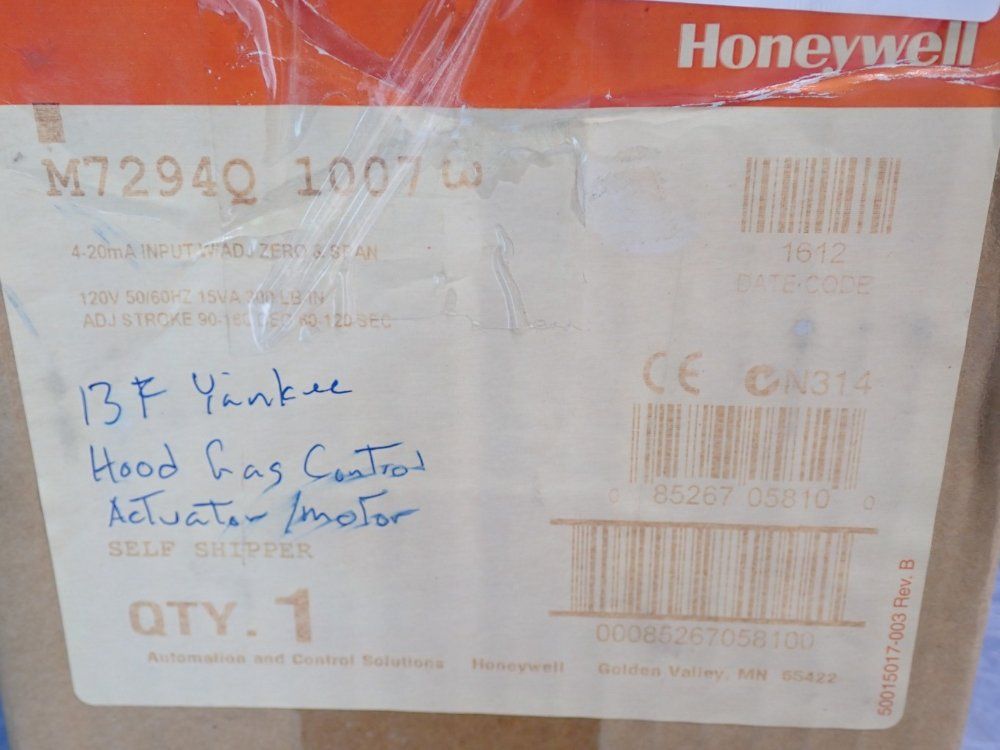 Honeywell
M7294Q 1007 W
4-20mA INPUT W/ADJ ZERO & SPAN
120V 50/60HZ 15VA 300 LB IN
ADJ STROKE 90-160 DEG 60-120 SEC
1612
DATE CODE
CE N314
13 F Yankee
Hood Gas Control
Actuator/motor
0 85267 05810 0
SELF SHIPPER
QTY. 1
00085267058100
Automation and Control Solutions Honeywell Golden Valley, MN 55422
50015017-003 Rev. B